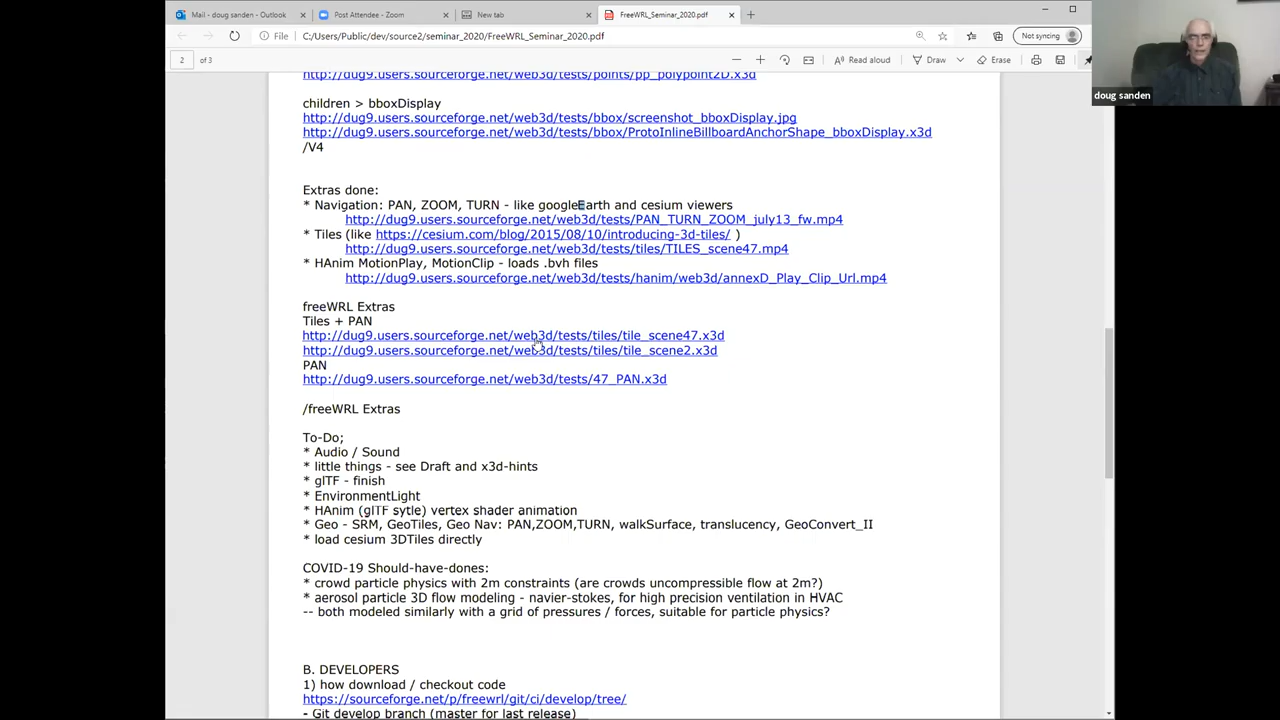 Mail - doug sanden - Outlook
Post Attendee - Zoom
New tab
FreeWRL_Seminar_2020.pdf
File
C:/Users/Public/dev/source2/seminar_2020/FreeWRL_Seminar_2020.pdf
Not syncing
2 of 3
Read aloud
Draw
Erase
doug sanden
http://dug9.users.sourceforge.net/web3d/tests/points/pp_polypoint2D.x3d
children > bboxDisplay
http://dug9.users.sourceforge.net/web3d/tests/bbox/screenshot_bboxDisplay.jpg
http://dug9.users.sourceforge.net/web3d/tests/bbox/ProtoInlineBillboardAnchorShape_bboxDisplay.x3d
/V4
Extras done:
* Navigation: PAN, ZOOM, TURN - like googleEarth and cesium viewers
http://dug9.users.sourceforge.net/web3d/tests/PAN_TURN_ZOOM_july13_fw.mp4
* Tiles (like https://cesium.com/blog/2015/08/10/introducing-3d-tiles/ )
http://dug9.users.sourceforge.net/web3d/tests/tiles/TILES_scene47.mp4
* HAnim MotionPlay, MotionClip - loads .bvh files
http://dug9.users.sourceforge.net/web3d/tests/hanim/web3d/annexD_Play_Clip_Url.mp4
freeWRL Extras
Tiles + PAN
http://dug9.users.sourceforge.net/web3d/tests/tiles/tile_scene47.x3d
http://dug9.users.sourceforge.net/web3d/tests/tiles/tile_scene2.x3d
PAN
http://dug9.users.sourceforge.net/web3d/tests/47_PAN.x3d
/freeWRL Extras
To-Do;
* Audio / Sound
* little things - see Draft and x3d-hints
* glTF - finish
* EnvironmentLight
* HAnim (glTF sytle) vertex shader animation
* Geo - SRM, GeoTiles, Geo Nav: PAN,ZOOM,TURN, walkSurface, translucency, GeoConvert_II
* load cesium 3DTiles directly
COVID-19 Should-have-dones:
* crowd particle physics with 2m constraints (are crowds uncompressible flow at 2m?)
* aerosol particle 3D flow modeling - navier-stokes, for high precision ventilation in HVAC
-- both modeled similarly with a grid of pressures / forces, suitable for particle physics?
B. DEVELOPERS
1) how download / checkout code
https://sourceforge.net/p/freewrl/git/ci/develop/tree/
- Git develop branch (master for last release)